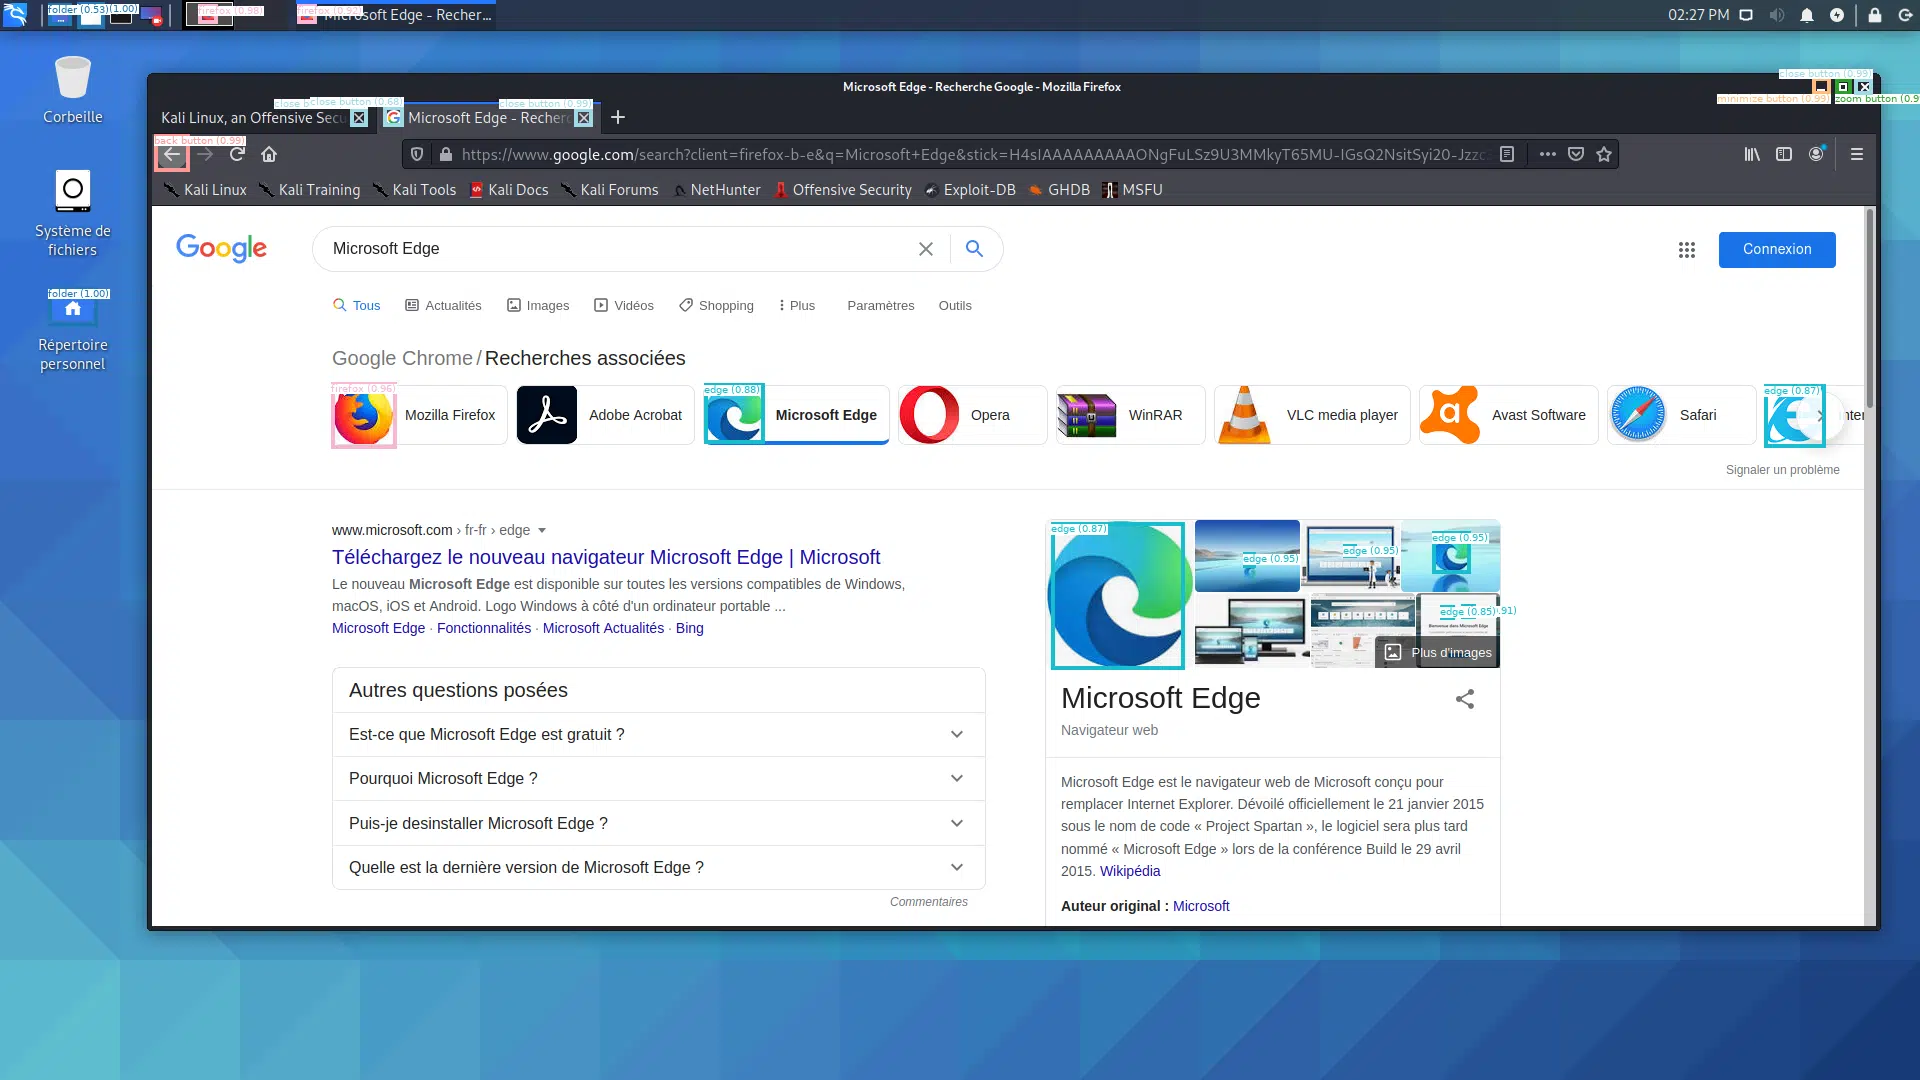 folder (0.53)
(1.00)
firefox (0.98)
firefox (0.92)
Microsoft Edge - Recher...
02:27 PM
Corbeille
Système de
fichiers
folder (1.00)
Répertoire
personnel
Microsoft Edge - Recherche Google - Mozilla Firefox
close button (0.99)
minimize button (0.99)
zoom button (0.9
close b
close button (0.68)
close button (0.99)
Kali Linux, an Offensive Secu
Microsoft Edge - Recherc
back button (0.99)
https://www.google.com/search?client=firefox-b-e&q=Microsoft+Edge&stick=
Kali Linux
Kali Training
Kali Tools
Kali Docs
Kali Forums
NetHunter
Offensive Security
Exploit-DB
GHDB
MSFU
Google
Microsoft Edge
Connexion
Tous
Actualités
Images
Vidéos
Shopping
Plus
Paramètres
Outils
Google Chrome / Recherches associées
firefox (0.96)
Mozilla Firefox
Adobe Acrobat
edge (0.88)
Microsoft Edge
Opera
WinRAR
VLC media player
Avast Software
Safari
edge (0.87)
Inter
Signaler un problème
www.microsoft.com › fr-fr › edge
Téléchargez le nouveau navigateur Microsoft Edge | Microsoft
Le nouveau Microsoft Edge est disponible sur toutes les versions compatibles de Windows,
macOS, iOS et Android. Logo Windows à côté d'un ordinateur portable ...
Microsoft Edge · Fonctionnalités · Microsoft Actualités · Bing
Autres questions posées
Est-ce que Microsoft Edge est gratuit ?
Pourquoi Microsoft Edge ?
Puis-je desinstaller Microsoft Edge ?
Quelle est la dernière version de Microsoft Edge ?
Commentaires
edge (0.87)
edge (0.95)
edge (0.95)
edge (0.95)
edge (0.85)
.91)
Bienvenue dans Microsoft Edge
Plus d'images
Microsoft Edge
Navigateur web
Microsoft Edge est le navigateur web de Microsoft conçu pour
remplacer Internet Explorer. Dévoilé officiellement le 21 janvier 2015
sous le nom de code « Project Spartan », le logiciel sera plus tard
nommé « Microsoft Edge » lors de la conférence Build le 29 avril
2015. Wikipédia
Auteur original : Microsoft